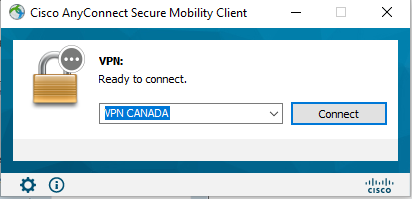 Cisco AnyConnect Secure Mobility Client
VPN:
Ready to connect.
VPN CANADA
Connect
CISCO